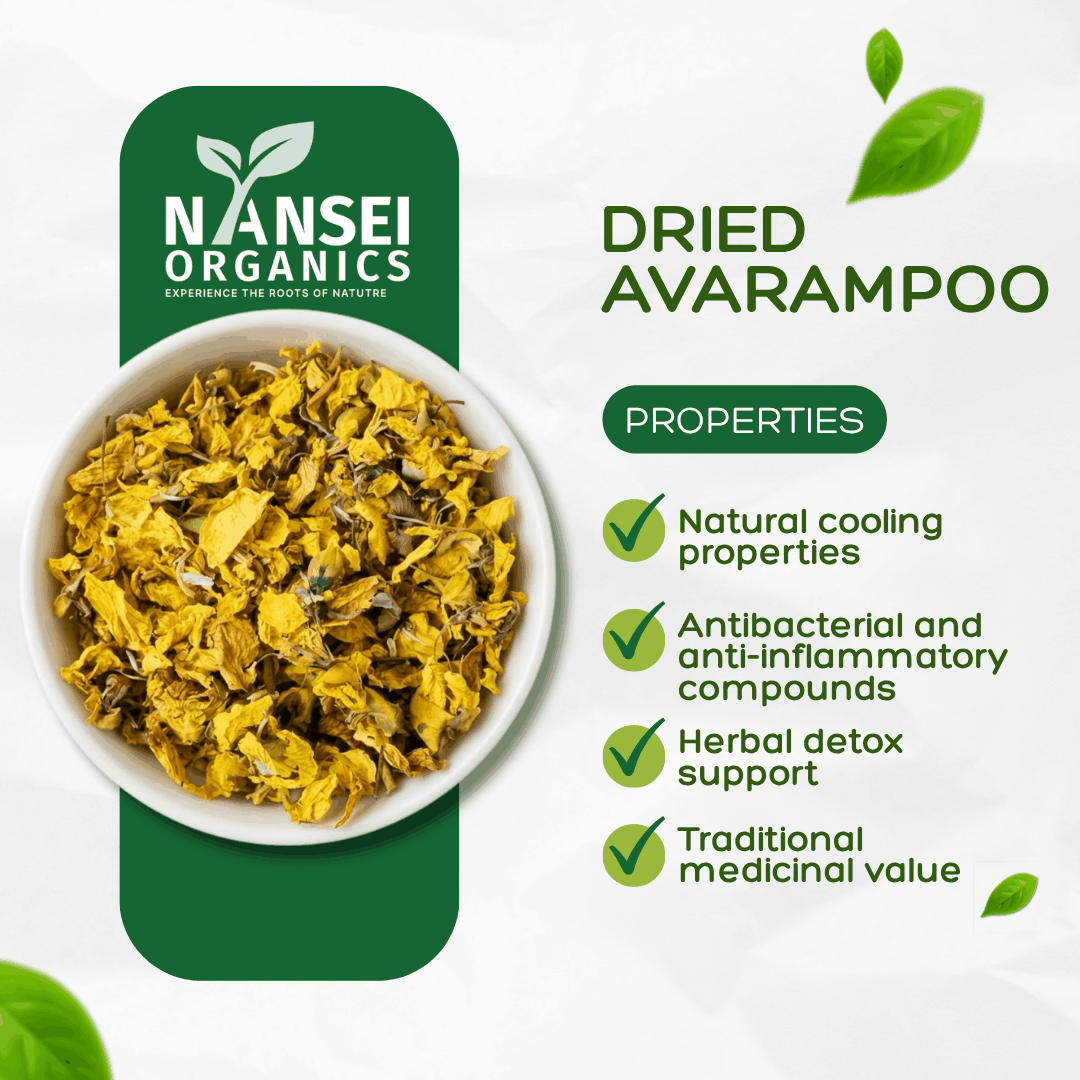 NANSEI
ORGANICS
EXPERIENCE THE ROOTS OF NATUTRE
DRIED
AVARAMPOO
PROPERTIES
Natural cooling
properties
Antibacterial and
anti-inflammatory
compounds
Herbal detox
support
Traditional
medicinal value